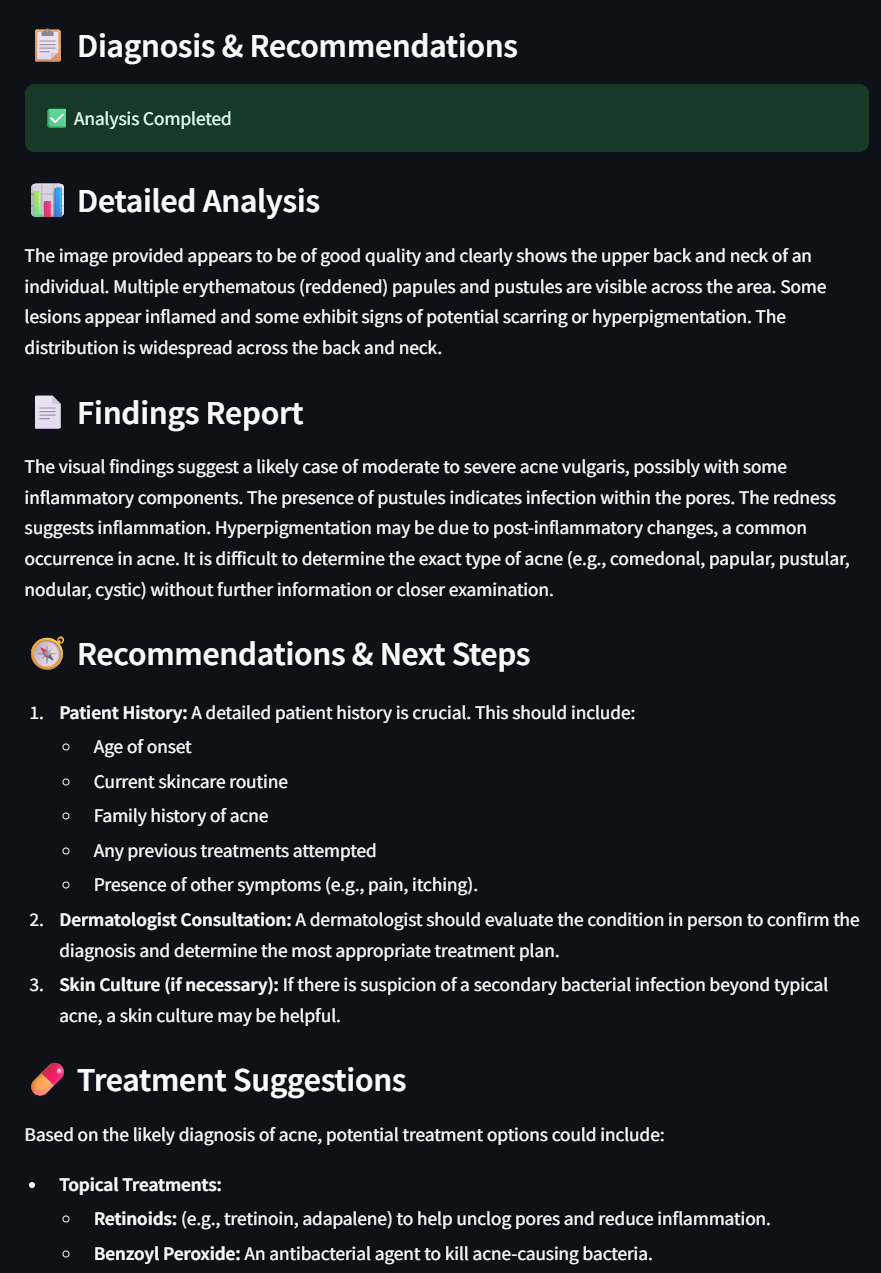 Diagnosis & Recommendations
Analysis Completed
Detailed Analysis
The image provided appears to be of good quality and clearly shows the upper back and neck of an
individual. Multiple erythematous (reddened) papules and pustules are visible across the area. Some
lesions appear inflamed and some exhibit signs of potential scarring or hyperpigmentation. The
distribution is widespread across the back and neck.
Findings Report
The visual findings suggest a likely case of moderate to severe acne vulgaris, possibly with some
inflammatory components. The presence of pustules indicates infection within the pores. The redness
suggests inflammation. Hyperpigmentation may be due to post-inflammatory changes, a common
occurrence in acne. It is difficult to determine the exact type of acne (e.g., comedonal, papular, pustular,
nodular, cystic) without further information or closer examination.
Recommendations & Next Steps
1. Patient History: A detailed patient history is crucial. This should include:
◦ Age of onset
◦ Current skincare routine
◦ Family history of acne
◦ Any previous treatments attempted
◦ Presence of other symptoms (e.g., pain, itching).
2. Dermatologist Consultation: A dermatologist should evaluate the condition in person to confirm the
diagnosis and determine the most appropriate treatment plan.
3. Skin Culture (if necessary): If there is suspicion of a secondary bacterial infection beyond typical
acne, a skin culture may be helpful.
Treatment Suggestions
Based on the likely diagnosis of acne, potential treatment options could include:
• Topical Treatments:
◦ Retinoids: (e.g., tretinoin, adapalene) to help unclog pores and reduce inflammation.
◦ Benzoyl Peroxide: An antibacterial agent to kill acne-causing bacteria.